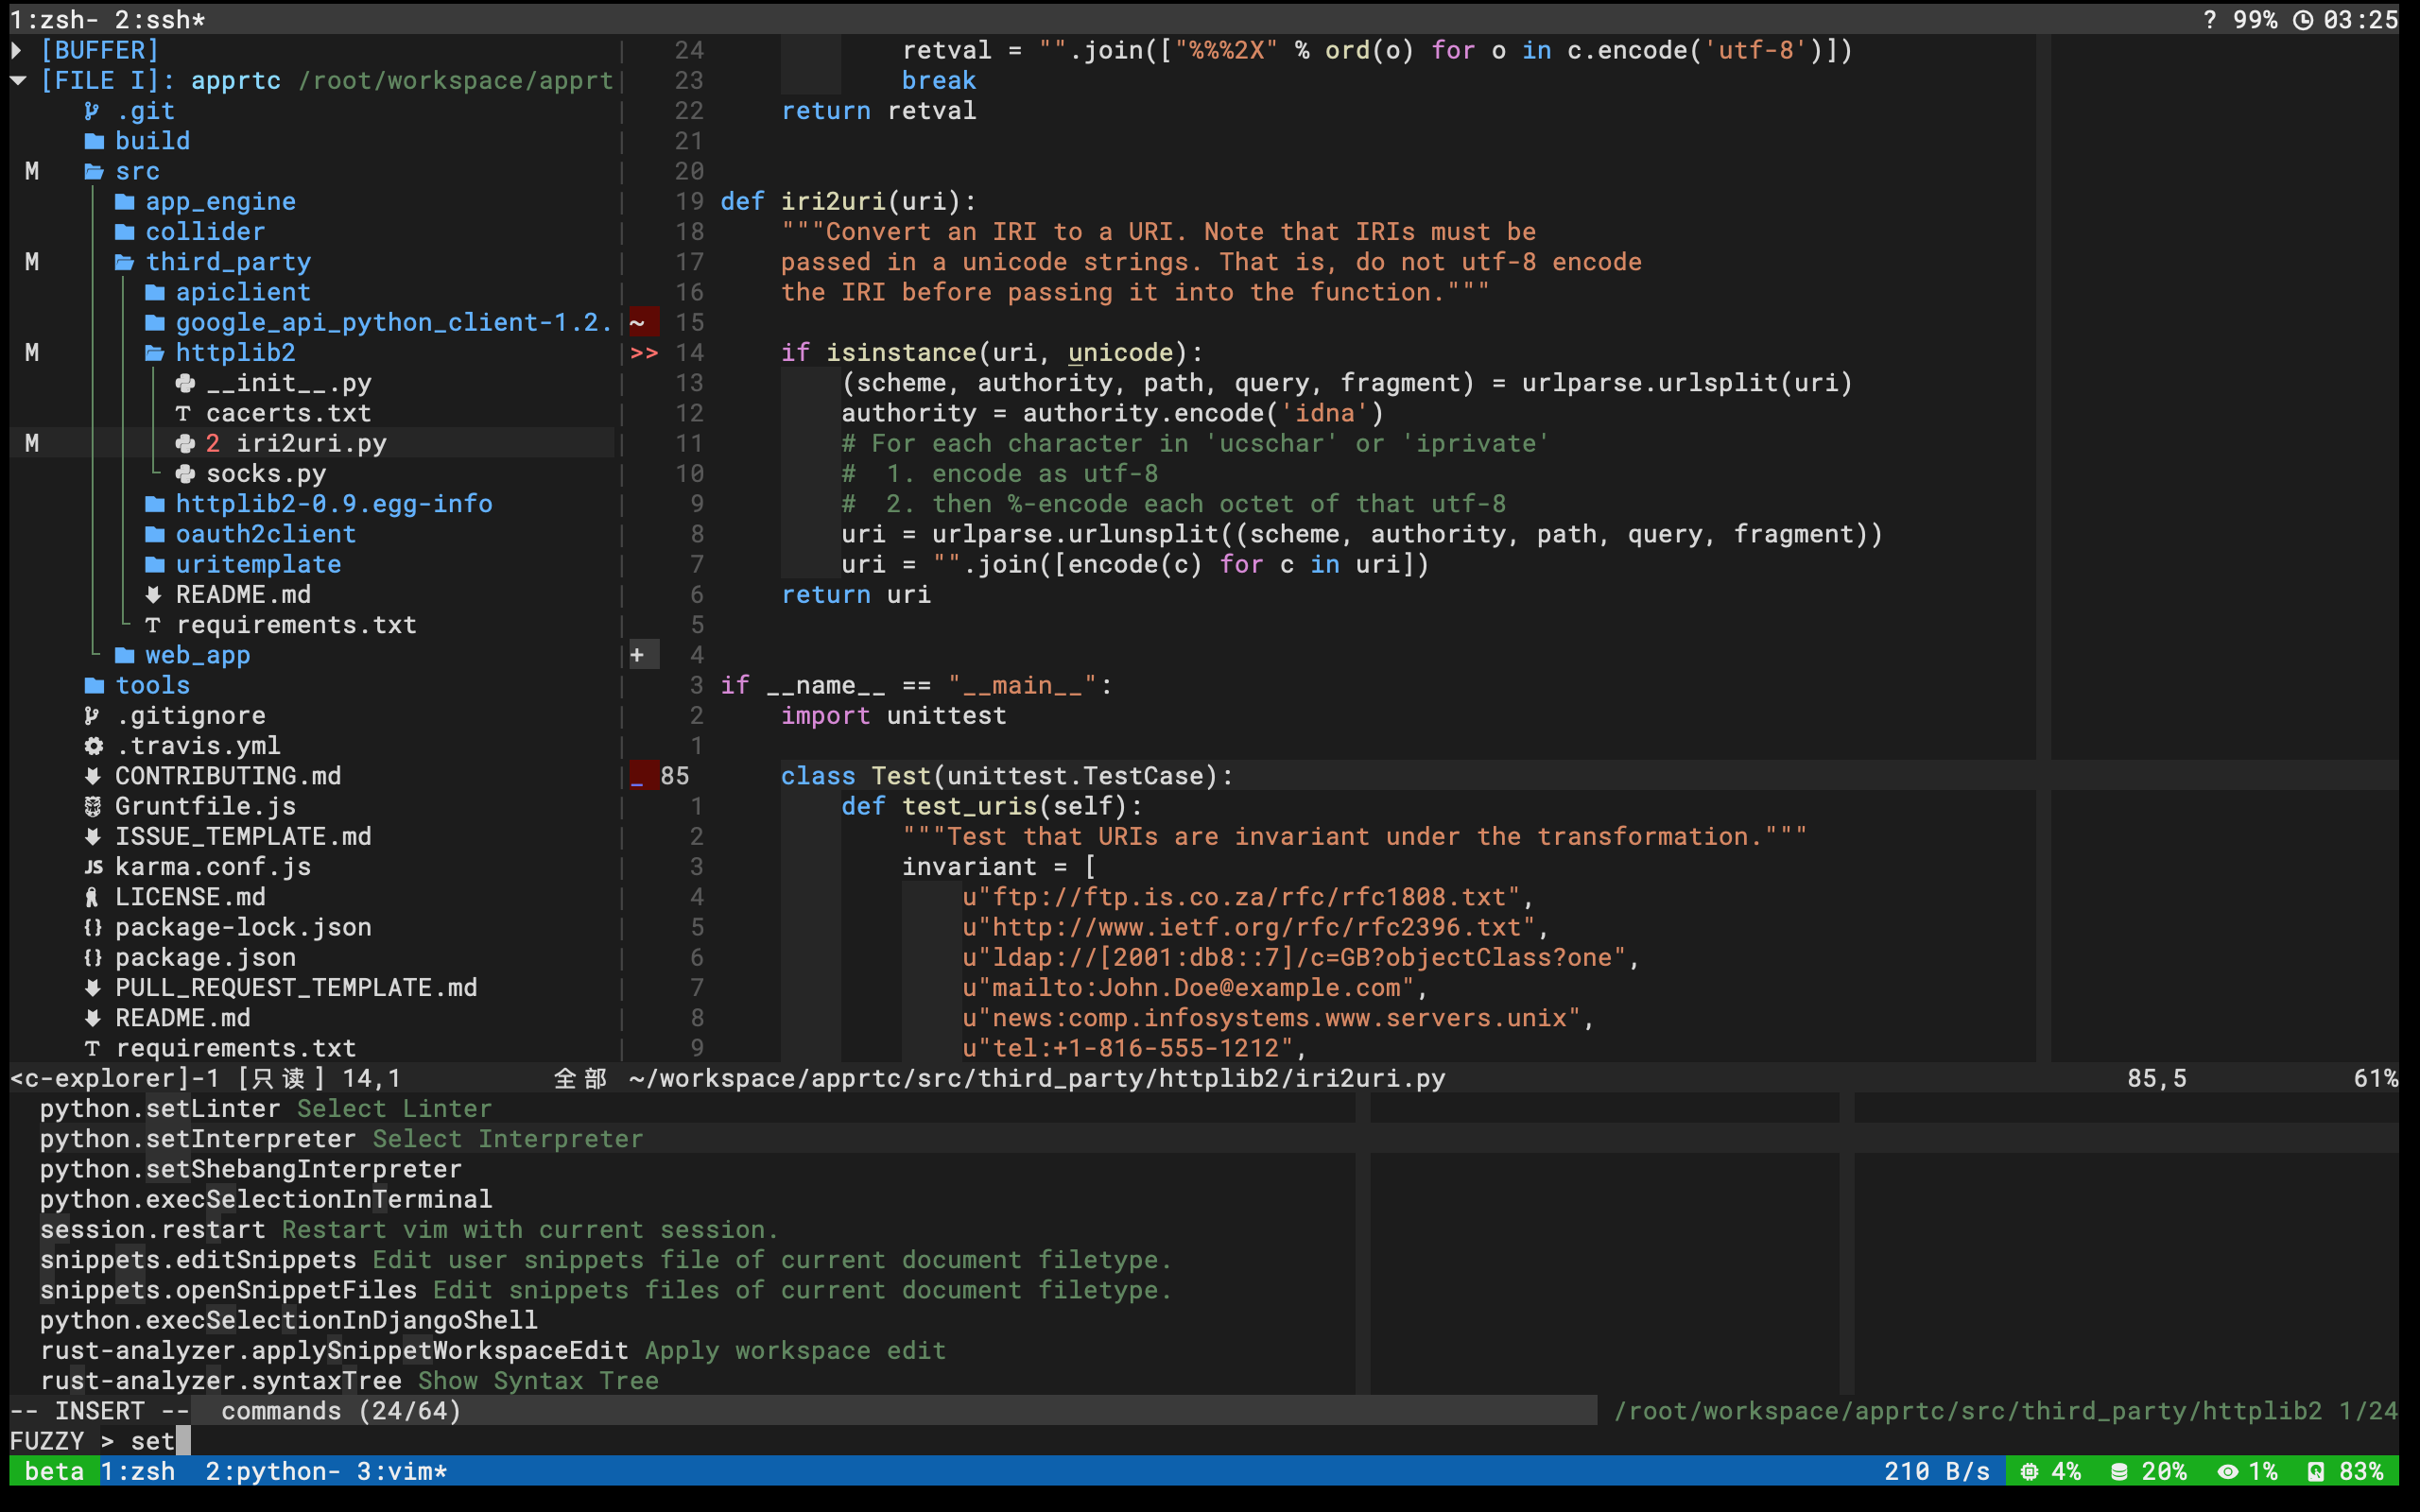 1:zsh- 2:ssh* ? 99% 03:25
[BUFFER]
[FILE I]: apprtc /root/workspace/apprt
.git
build
M src
app_engine
collider
M third_party
apiclient
google_api_python_client-1.2.
M httplib2
__init__.py
cacerts.txt
M 2 iri2uri.py
socks.py
httplib2-0.9.egg-info
oauth2client
uritemplate
README.md
requirements.txt
web_app
tools
.gitignore
.travis.yml
CONTRIBUTING.md
Gruntfile.js
ISSUE_TEMPLATE.md
JS karma.conf.js
LICENSE.md
{} package-lock.json
{} package.json
PULL_REQUEST_TEMPLATE.md
README.md
requirements.txt
24 retval = "".join(["%%%2X" % ord(o) for o in c.encode('utf-8')])
23 break
22 return retval
21
20
19 def iri2uri(uri):
18 """Convert an IRI to a URI. Note that IRIs must be
17 passed in a unicode strings. That is, do not utf-8 encode
16 the IRI before passing it into the function."""
~ 15
>> 14 if isinstance(uri, unicode):
13 (scheme, authority, path, query, fragment) = urlparse.urlsplit(uri)
12 authority = authority.encode('idna')
11 # For each character in 'ucschar' or 'iprivate'
10 #  1. encode as utf-8
9 #  2. then %-encode each octet of that utf-8
8 uri = urlparse.urlunsplit((scheme, authority, path, query, fragment))
7 uri = "".join([encode(c) for c in uri])
6 return uri
5
+ 4
3 if __name__ == "__main__":
2 import unittest
1
_ 85 class Test(unittest.TestCase):
1 def test_uris(self):
2 """Test that URIs are invariant under the transformation."""
3 invariant = [
4 u"ftp://ftp.is.co.za/rfc/rfc1808.txt",
5 u"http://www.ietf.org/rfc/rfc2396.txt",
6 u"ldap://[2001:db8::7]/c=GB?objectClass?one",
7 u"mailto:John.Doe@example.com",
8 u"news:comp.infosystems.www.servers.unix",
9 u"tel:+1-816-555-1212",
<c-explorer]-1 [只读] 14,1 全部 ~/workspace/apprtc/src/third_party/httplib2/iri2uri.py 85,5 61%
python.setLinter Select Linter
python.setInterpreter Select Interpreter
python.setShebangInterpreter
python.execSelectionInTerminal
session.restart Restart vim with current session.
snippets.editSnippets Edit user snippets file of current document filetype.
snippets.openSnippetFiles Edit snippets files of current document filetype.
python.execSelectionInDjangoShell
rust-analyzer.applySnippetWorkspaceEdit Apply workspace edit
rust-analyzer.syntaxTree Show Syntax Tree
-- INSERT -- commands (24/64) /root/workspace/apprtc/src/third_party/httplib2 1/24
FUZZY > set
beta 1:zsh 2:python- 3:vim* 210 B/s 4% 20% 1% 83%